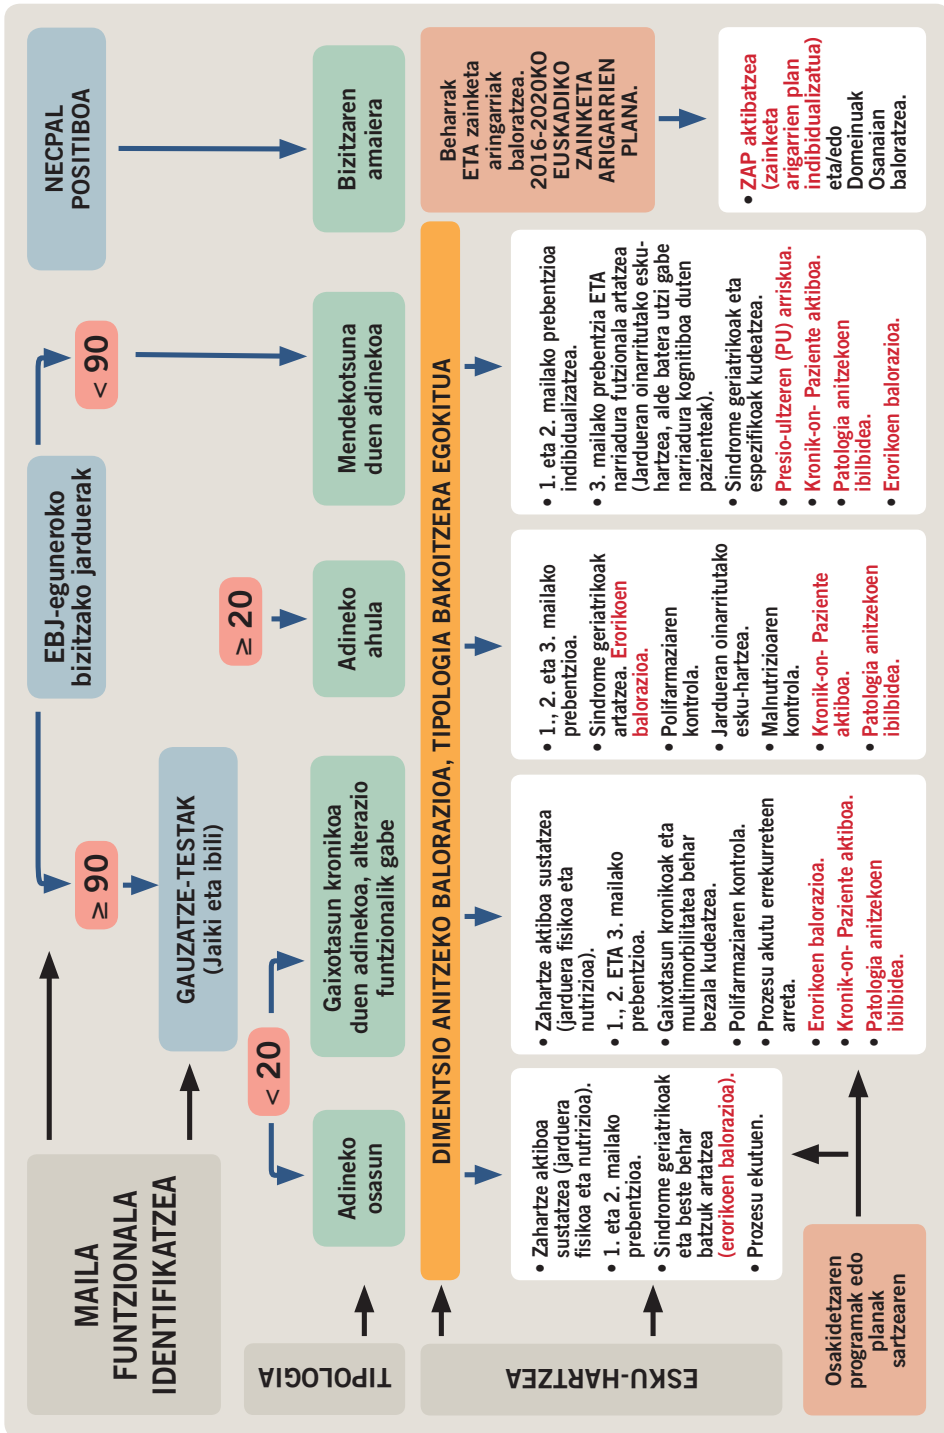 MAILA
FUNTZIONALA
IDENTIFIKATZEA
EBJ-eguneroko
bizitzako jarduerak
NECPAL
POSITIBOA
≥ 90
< 90
GAUZATZE-TESTAK
(Jaiki eta ibili)
< 20
≥ 20
TIPOLOGIA
Adineko
osasun
Gaixotasun kronikoa
duen adinekoa, alterazio
funtzionalik gabe
Adineko
ahula
Mendekotsuna
duen adinekoa
Bizitzaren
amaiera
ESKU-HARTZEA
DIMENTSIO ANITZEKO BALORAZIOA, TIPOLOGIA BAKOITZERA EGOKITUA
Beharrak
ETA zainketa
aringarriak
baloratzea.
2016-2020KO
EUSKADIKO
ZAINKETA
ARIGARRIEN
PLANA.
• Zahartze aktiboa
sustatzea (jarduera
fisikoa eta nutrizioa).
• 1. eta 2. mailako
prebentzioa.
• Sindrome geriatrikoak
eta beste behar
batzuk artatzea
(erorikoen balorazioa).
• Prozesu ekutuen.
• Zahartze aktiboa sustatzea
(jarduera fisikoa eta
nutrizioa).
• 1., 2. ETA 3. mailako
prebentzioa.
• Gaixotasun kronikoak eta
multimorbilitatea behar
bezala kudeatzea.
• Polifarmaziaren kontrola.
• Prozesu akutu errekurreteen
arreta.
• Erorikoen balorazioa.
• Kronik-on- Paziente aktiboa.
• Patologia anitzekoen
ibilbidea.
• 1., 2. eta 3. mailako
prebentzioa.
• Sindrome geriatrikoak
artatzea. Erorikoen
balorazioa.
• Polifarmaziaren
kontrola.
• Jardueran oinarritutako
esku-hartzea.
• Malnutrizioaren
kontrola.
• Kronik-on- Paziente
aktiboa.
• Patologia anitzekoen
ibilbidea.
• 1. eta 2. mailako prebentzioa
indibidualizatzea.
• 3. mailako prebentzia ETA
narriadura futzionala artatzea
(Jardueran oinarritutako esku-
hartzea, alde batera utzi gabe
narriadura kognitiboa duten
pazienteak).
• Sindrome geriatrikoak eta
espezifikoak kudeatzea.
• Presio-ultzeren (PU) arriskua.
• Kronik-on- Paziente aktiboa.
• Patologia anitzekoen
ibilbidea.
• Erorikoen balorazioa.
• ZAP aktibatzea
(zainketa
arigarrien plan
indibidualizatua)
eta/edo
Domeinuak
Osanaian
baloratzea.
Osakidetzaren
programak edo
planak
sartzearen